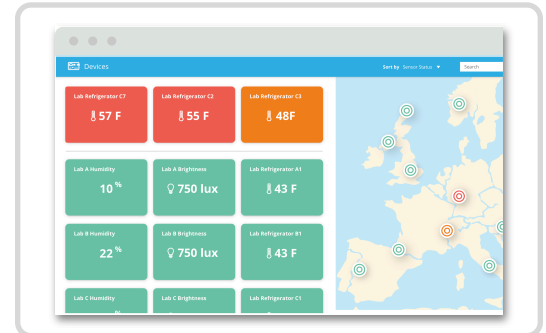 Devices
Sort by Sensor Status
Search
Lab Refrigerator C7
57 F
Lab Refrigerator C2
55 F
Lab Refrigerator C3
48F
Lab A Humidity
10 %
Lab A Brightness
750 lux
Lab Refrigerator A1
43 F
Lab B Humidity
22 %
Lab B Brightness
750 lux
Lab Refrigerator B1
43 F
Lab C Humidity
%
Lab C Brightness
Lab Refrigerator C1